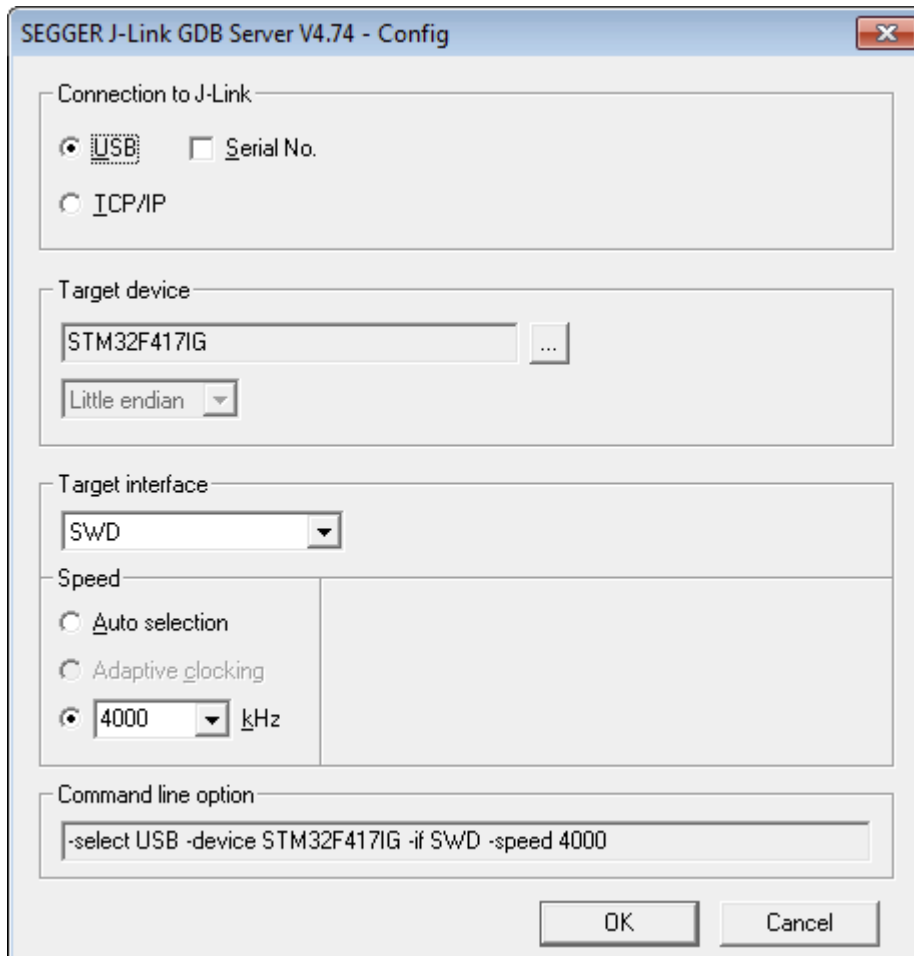 SEGGER J-Link GDB Server V4.74 - Config
Connection to J-Link
USB Serial No.
TCP/IP
Target device
STM32F417IG ...
Little endian
Target interface
SWD
Speed
Auto selection
Adaptive clocking
4000 kHz
Command line option
-select USB -device STM32F417IG -if SWD -speed 4000
OK Cancel